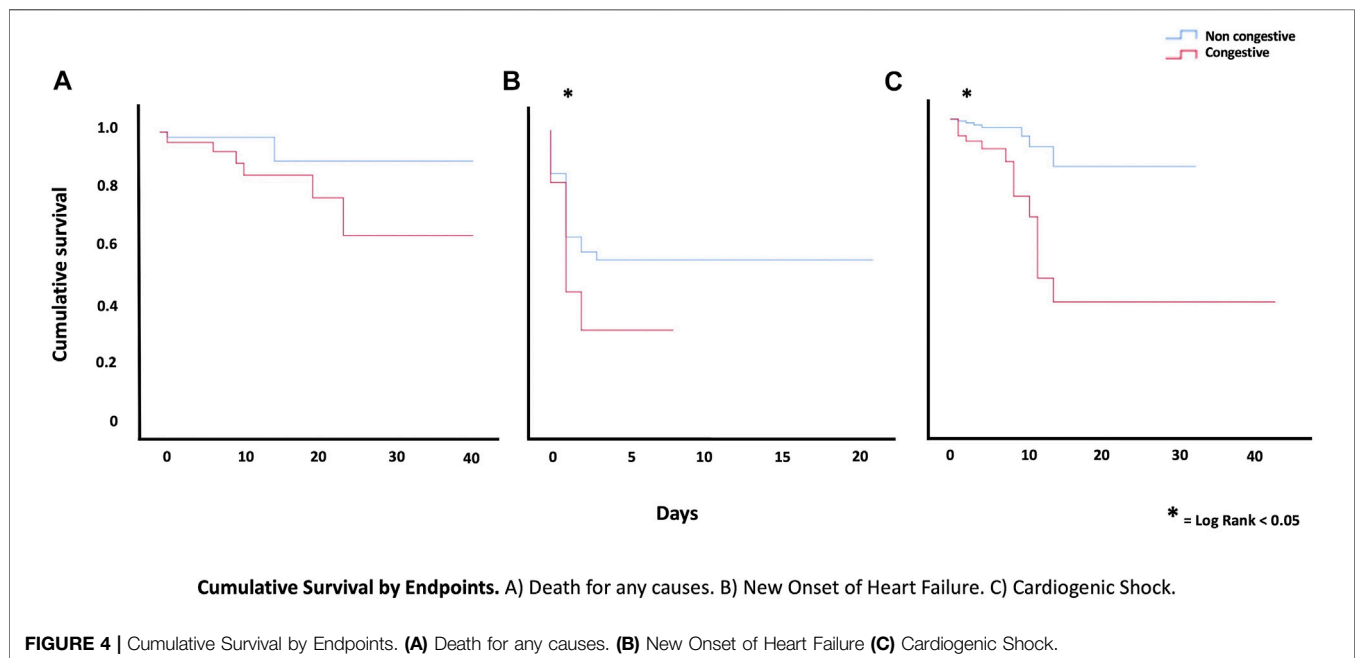 Non congestive
Congestive
A
B
C
*
*
Cumulative survival
1.0
0.8
0.6
0.4
0.2
0
0 10 20 30 40
0 5 10 15 20
0 10 20 30 40
Days
* = Log Rank < 0.05
Cumulative Survival by Endpoints. A) Death for any causes. B) New Onset of Heart Failure. C) Cardiogenic Shock.
FIGURE 4 | Cumulative Survival by Endpoints. (A) Death for any causes. (B) New Onset of Heart Failure (C) Cardiogenic Shock.